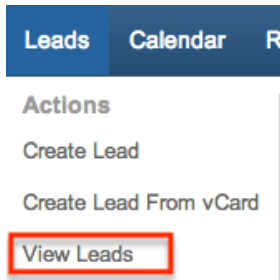 Leads Calendar R
Actions
Create Lead
Create Lead From vCard
View Leads